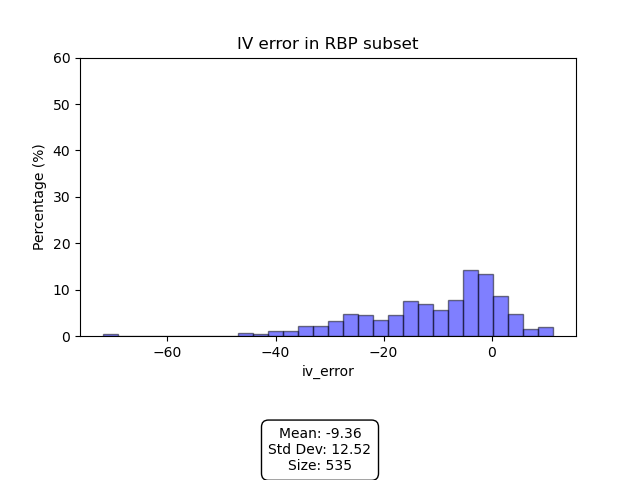 IV error in RBP subset
60
50
40
30
20
10
0
Percentage (%)
−60
−40
−20
0
iv_error
Mean: -9.36
Std Dev: 12.52
Size: 535